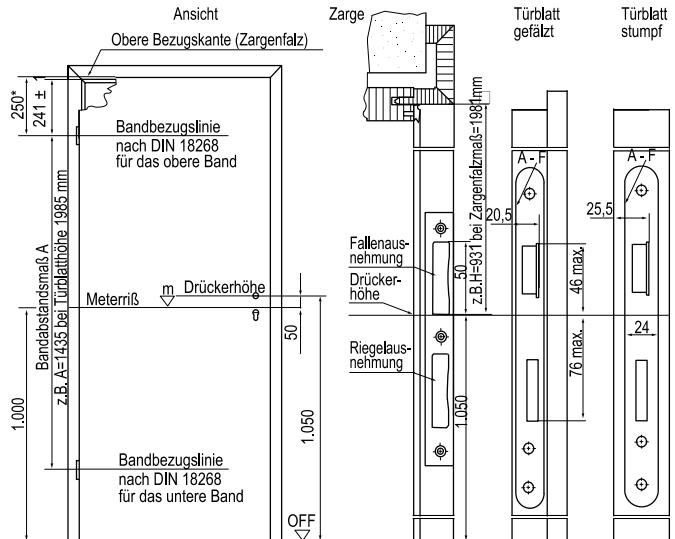 Ansicht
Zarge
Türblatt
gefälzt
Türblatt
stumpf
Obere Bezugskante (Zargenfalz)
250*
241 ± 1
Bandbezugslinie
nach DIN 18268
für das obere Band
Bandabstandsmaß A
z.B. A=1435 bei Türblatthöhe 1985 mm
m
Drückerhöhe
Meterriß
50
1.000
1.050
Bandbezugslinie
nach DIN 18268
für das untere Band
OFF
z.B.H=931 bei Zargenfalzmaß=1981mm
Fallenaus-
nehmung
50
Drücker-
höhe
Riegelaus-
nehmung
1.050
A - F
20,5
46 max.
76 max.
A - F
25,5
24